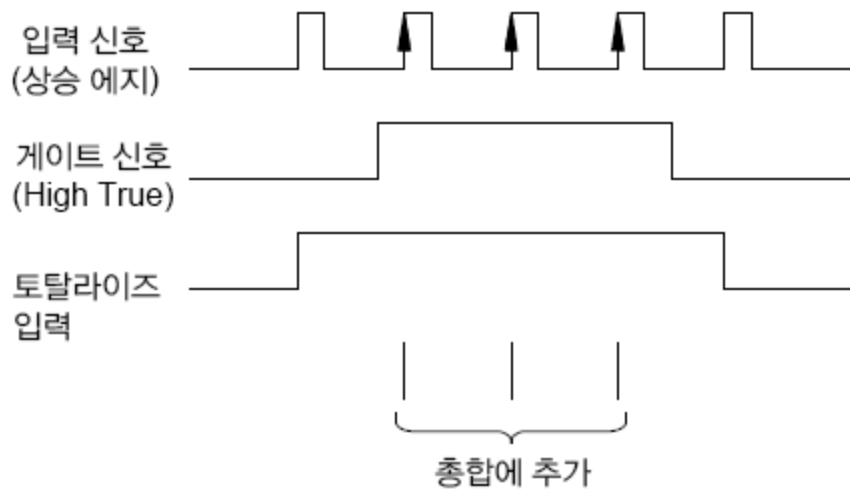 입력 신호
(상승 에지)
게이트 신호
(High True)
토탈라이즈
입력
총합에 추가